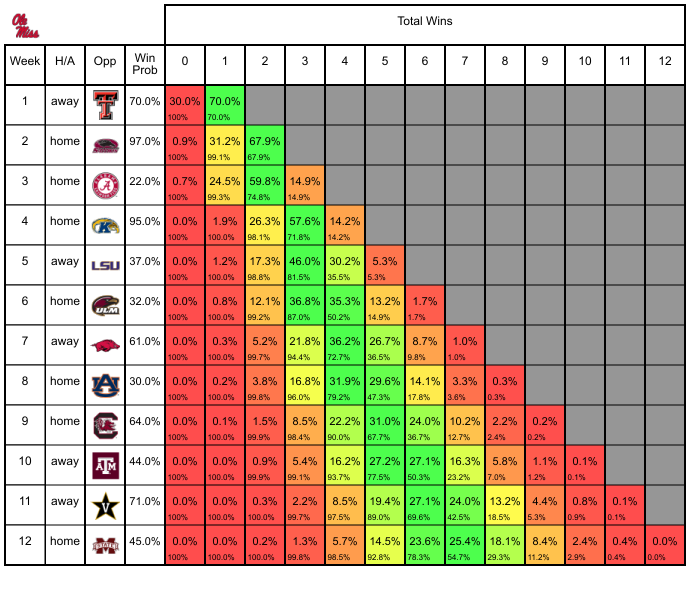 Ole Miss
Total Wins
Week H/A Opp Win Prob 0 1 2 3 4 5 6 7 8 9 10 11 12
1 away T 70.0% 30.0% 70.0%
100% 70.0%
2 home 97.0% 0.9% 31.2% 67.9%
100% 99.1% 67.9%
3 home A 22.0% 0.7% 24.5% 59.8% 14.9%
100% 99.3% 74.8% 14.9%
4 home K 95.0% 0.0% 1.9% 26.3% 57.6% 14.2%
100% 100.0% 98.1% 71.8% 14.2%
5 away LSU 37.0% 0.0% 1.2% 17.3% 46.0% 30.2% 5.3%
100% 100.0% 98.8% 81.5% 35.5% 5.3%
6 home ULM 32.0% 0.0% 0.8% 12.1% 36.8% 35.3% 13.2% 1.7%
100% 100.0% 99.2% 87.0% 50.2% 14.9% 1.7%
7 away 61.0% 0.0% 0.3% 5.2% 21.8% 36.2% 26.7% 8.7% 1.0%
100% 100.0% 99.7% 94.4% 72.7% 36.5% 9.8% 1.0%
8 home AU 30.0% 0.0% 0.2% 3.8% 16.8% 31.9% 29.6% 14.1% 3.3% 0.3%
100% 100.0% 99.8% 96.0% 79.2% 47.3% 17.8% 3.6% 0.3%
9 home C 64.0% 0.0% 0.1% 1.5% 8.5% 22.2% 31.0% 24.0% 10.2% 2.2% 0.2%
100% 100.0% 99.9% 98.4% 90.0% 67.7% 36.7% 12.7% 2.4% 0.2%
10 away ATM 44.0% 0.0% 0.0% 0.9% 5.4% 16.2% 27.2% 27.1% 16.3% 5.8% 1.1% 0.1%
100% 100.0% 99.9% 99.1% 93.7% 77.5% 50.3% 23.2% 7.0% 1.2% 0.1%
11 away V 71.0% 0.0% 0.0% 0.3% 2.2% 8.5% 19.4% 27.1% 24.0% 13.2% 4.4% 0.8% 0.1%
100% 100.0% 100.0% 99.7% 97.5% 89.0% 69.6% 42.5% 18.5% 5.3% 0.9% 0.1%
12 home M STATE 45.0% 0.0% 0.0% 0.2% 1.3% 5.7% 14.5% 23.6% 25.4% 18.1% 8.4% 2.4% 0.4% 0.0%
100% 100.0% 100.0% 99.8% 98.5% 92.8% 78.3% 54.7% 29.3% 11.2% 2.9% 0.4% 0.0%